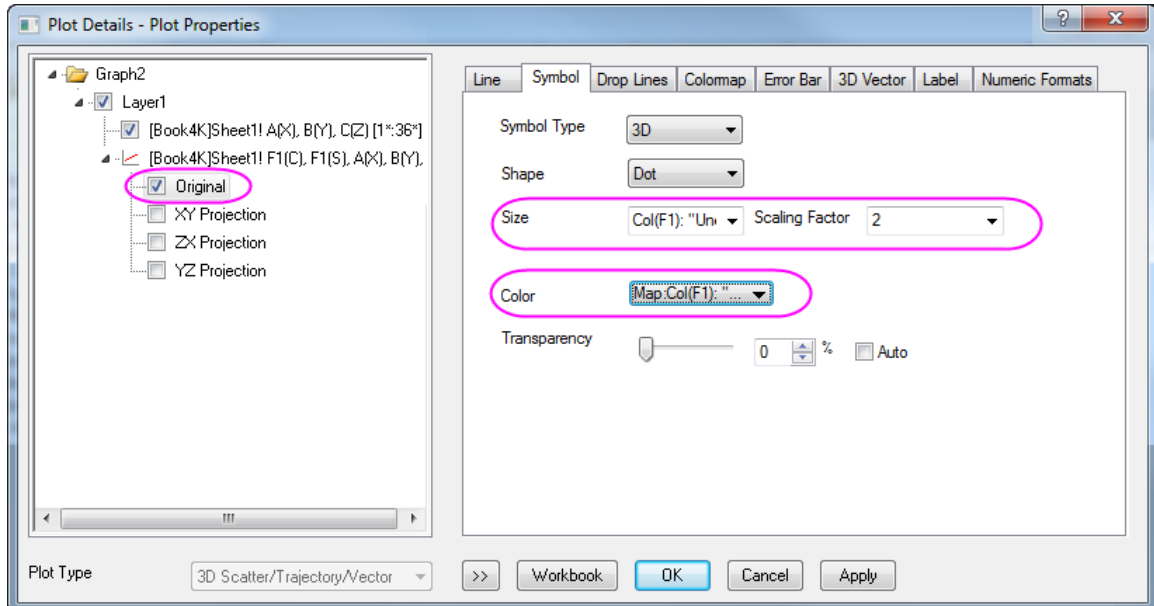 Plot Details - Plot Properties
Graph2
Layer1
[Book4K]Sheet1! A(X), B(Y), C(Z) [1*:36*]
[Book4K]Sheet1! F1(C), F1(S), A(X), B(Y),
Original
XY Projection
ZX Projection
YZ Projection
Line Symbol Drop Lines Colormap Error Bar 3D Vector Label Numeric Formats
Symbol Type 3D
Shape Dot
Size Col(F1): "Un Scaling Factor 2
Color Map:Col(F1): "...
Transparency 0 % Auto
Plot Type 3D Scatter/Trajectory/Vector >> Workbook OK Cancel Apply